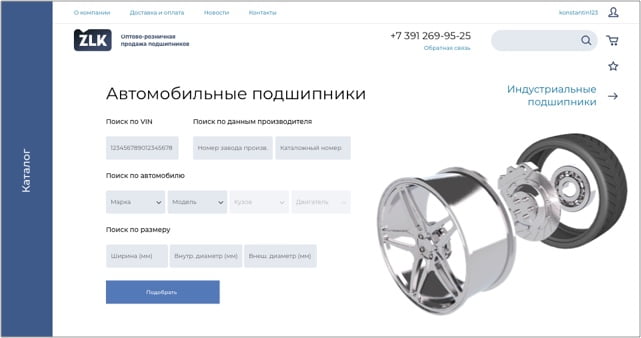 О компании
Доставка и оплата
Новости
Контакты
konstantin123
ZLK
Оптово-розничная
продажа подшипников
+7 391 269-95-25
Обратная связь
Каталог
Автомобильные подшипники
Индустриальные
подшипники
Поиск по VIN
Поиск по данным производителя
123456789012345678
Номер завода произв.
Каталожный номер
Поиск по автомобилю
Марка
Модель
Кузов
Двигатель
Поиск по размеру
Ширина (мм)
Внутр. диаметр (мм)
Внеш. диаметр (мм)
Подобрать